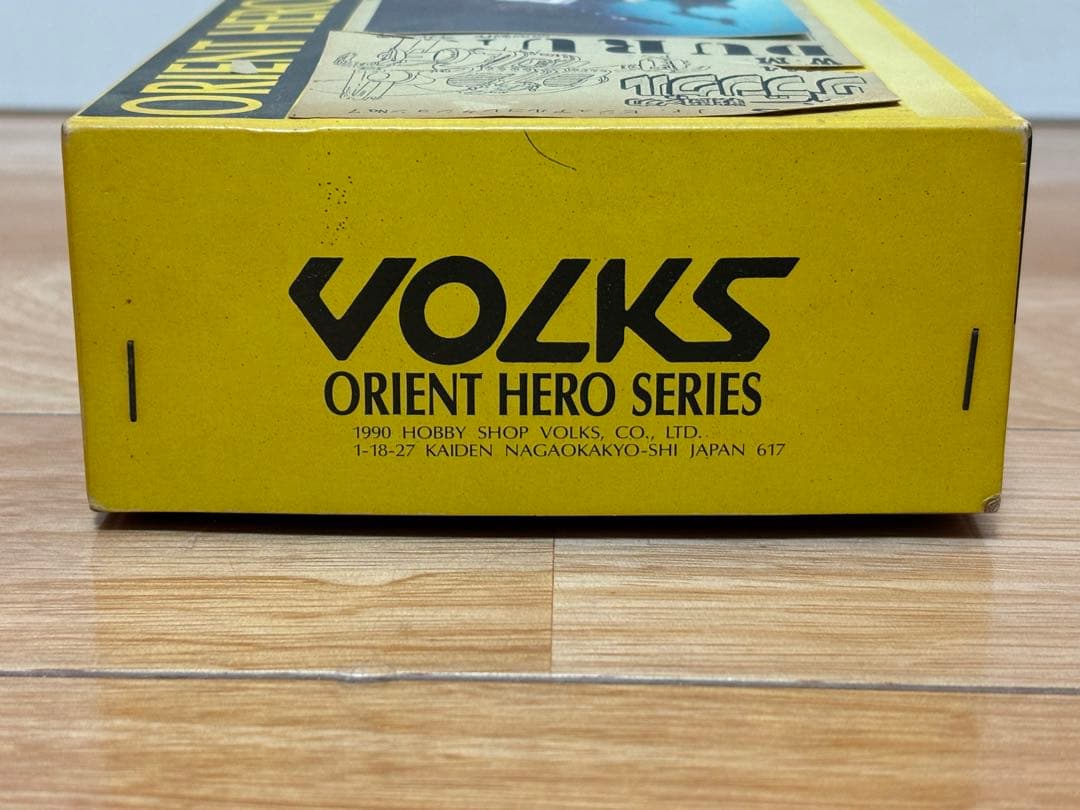 ORIENT HERO
PURU
VOLKS
ORIENT HERO SERIES
1990 HOBBY SHOP VOLKS, CO., LTD.
1-18-27 KAIDEN NAGAOKAKYO-SHI JAPAN 617